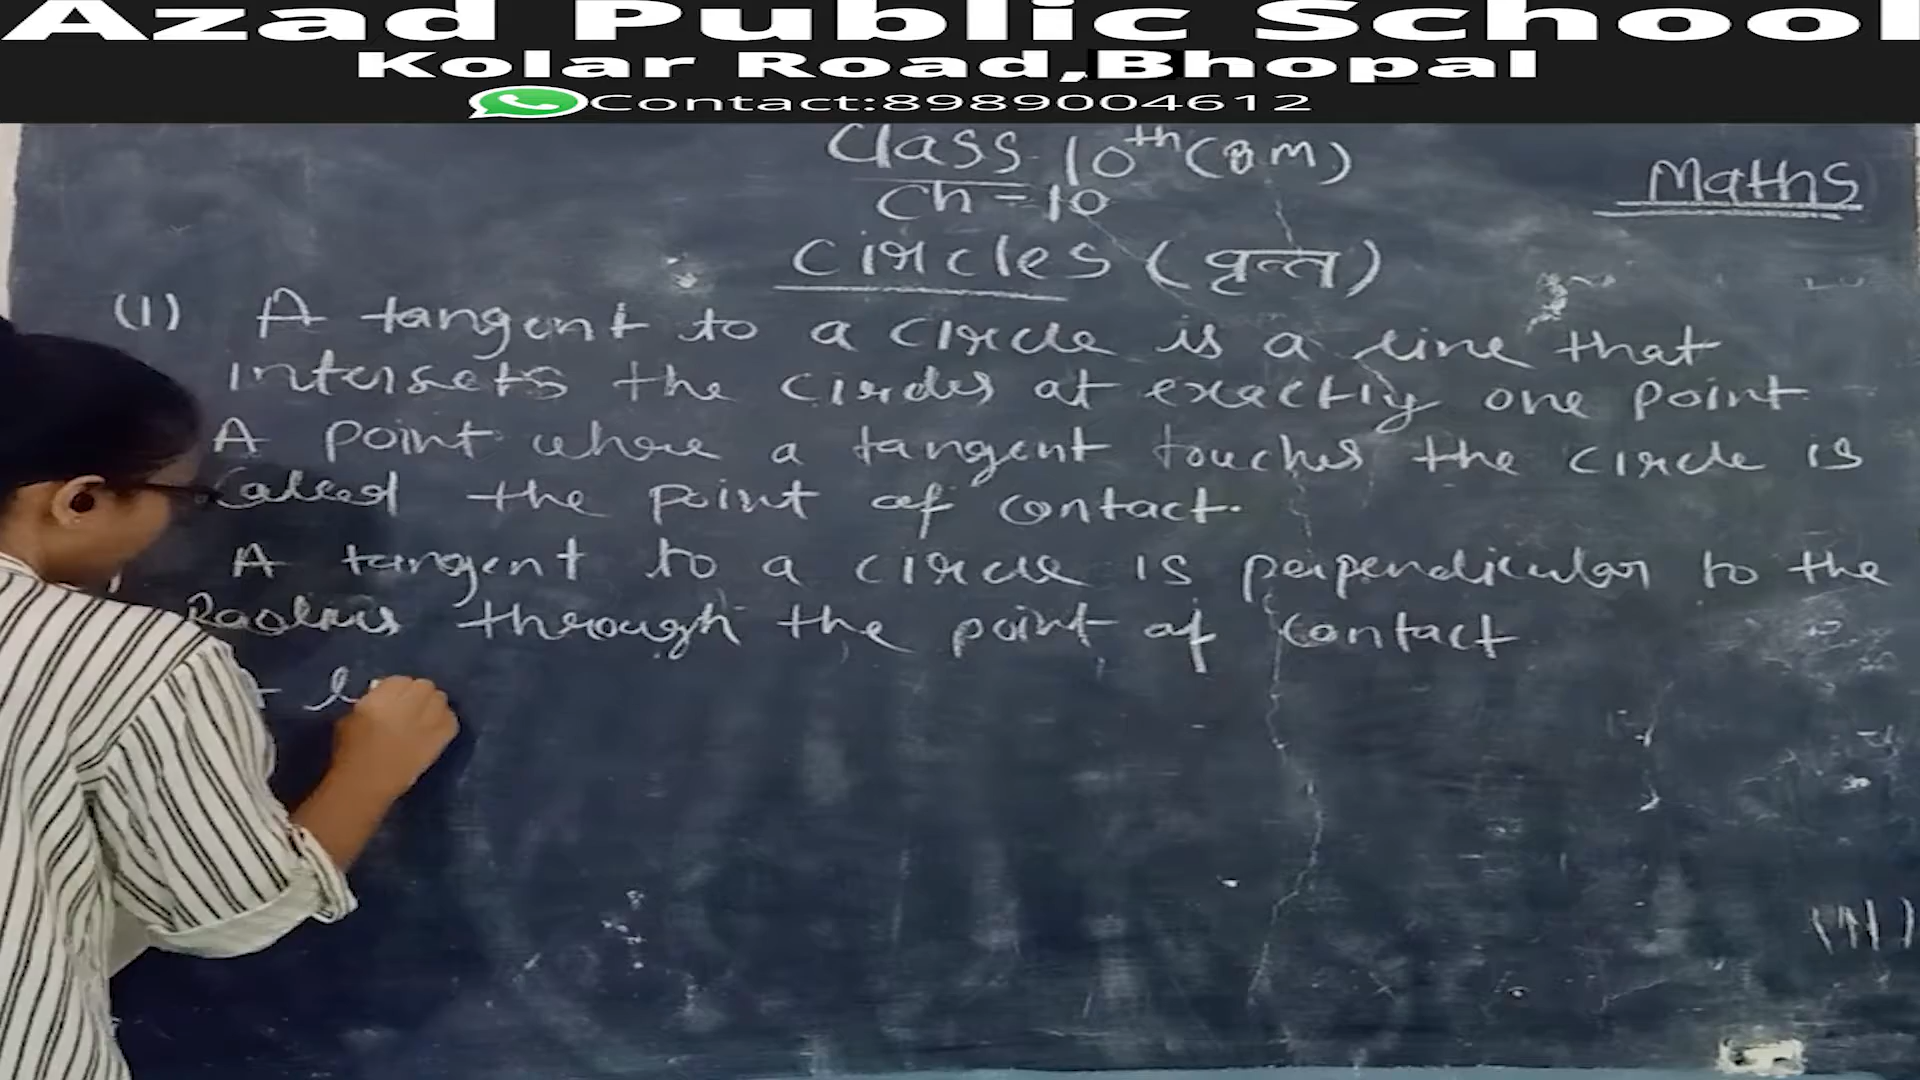 Azad Public School
Kolar Road,Bhopal
Contact:8989004612
Class 10th (BM)
Maths
Ch-10
Circles (वृत्त)
(1) A tangent to a circle is a line that
intersets the circles at exactly one point
A point where a tangent touches the circle is
Called the point of contact.
A tangent to a circle is perpendicular to the
Radius through the point of contact